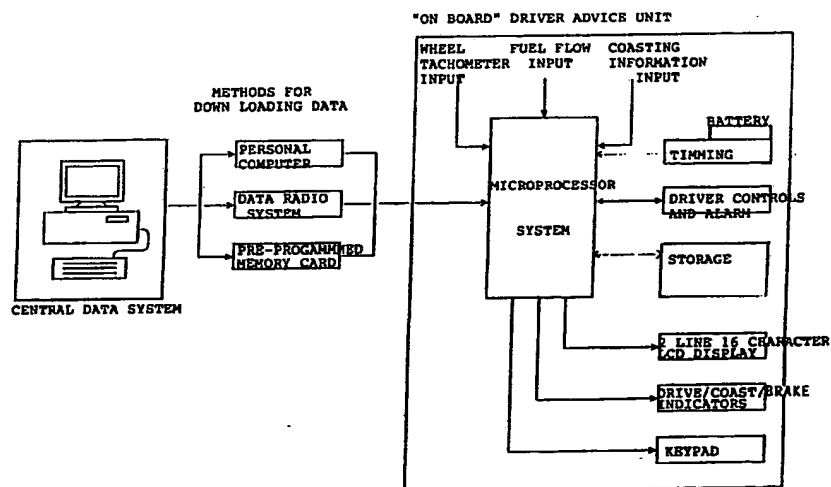 "ON BOARD" DRIVER ADVICE UNIT
WHEEL
TACHOMETER
INPUT
FUEL FLOW
INPUT
COASTING
INFORMATION
INPUT
METHODS FOR
DOWN LOADING DATA
PERSONAL
COMPUTER
DATA RADIO
SYSTEM
PRE-PROGAMMMED
MEMORY CARD
CENTRAL DATA SYSTEM
MICROPROCESSOR
SYSTEM
BATTERY
TIMMING
DRIVER CONTROLS
AND ALARM
STORAGE
2 LINE 16 CHARACTER
LCD DISPLAY
DRIVE/COAST/BRAKE
INDICATORS
KEYPAD